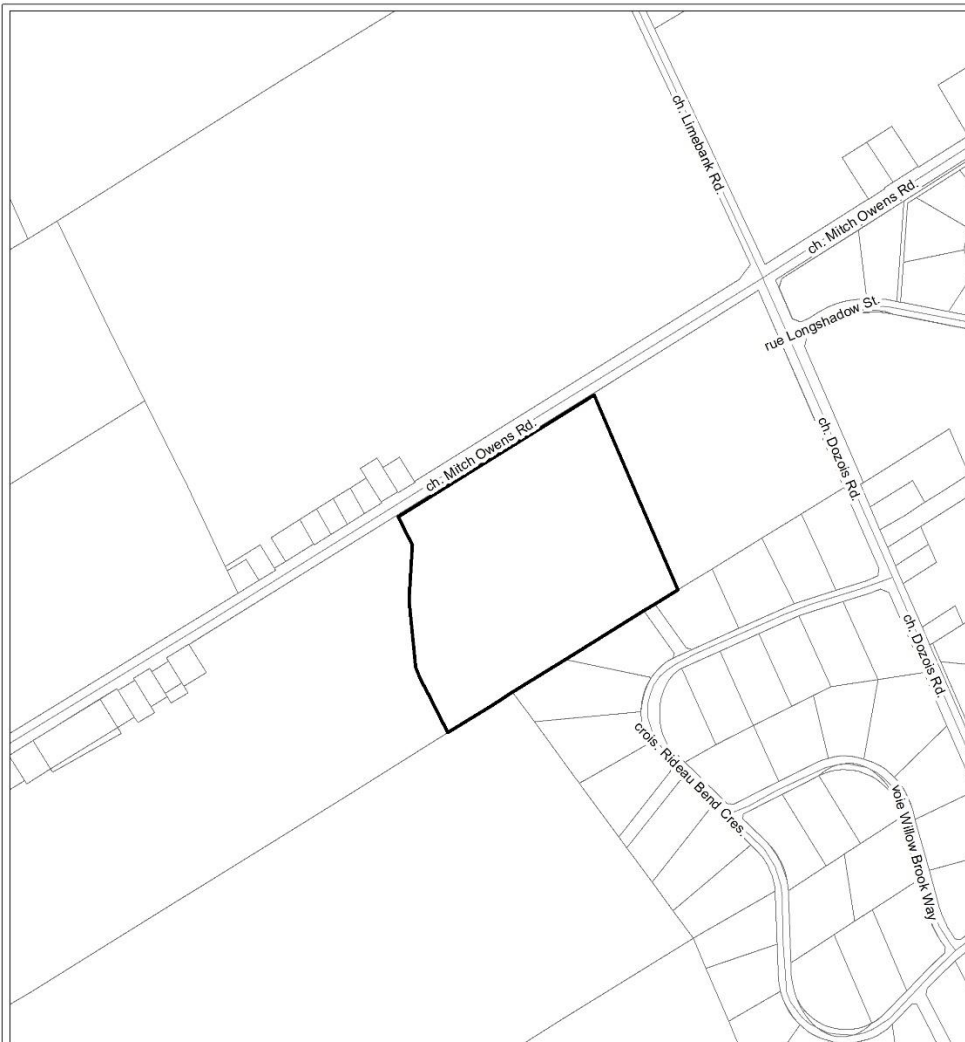 ch. Limebank Rd.
ch. Mitch Owens Rd.
rue Longshadow St.
ch. Mitch Owens Rd.
ch. Dozois Rd.
ch. Dozois Rd.
crois. Rideau Bend Cres.
voie Willow Brook Way